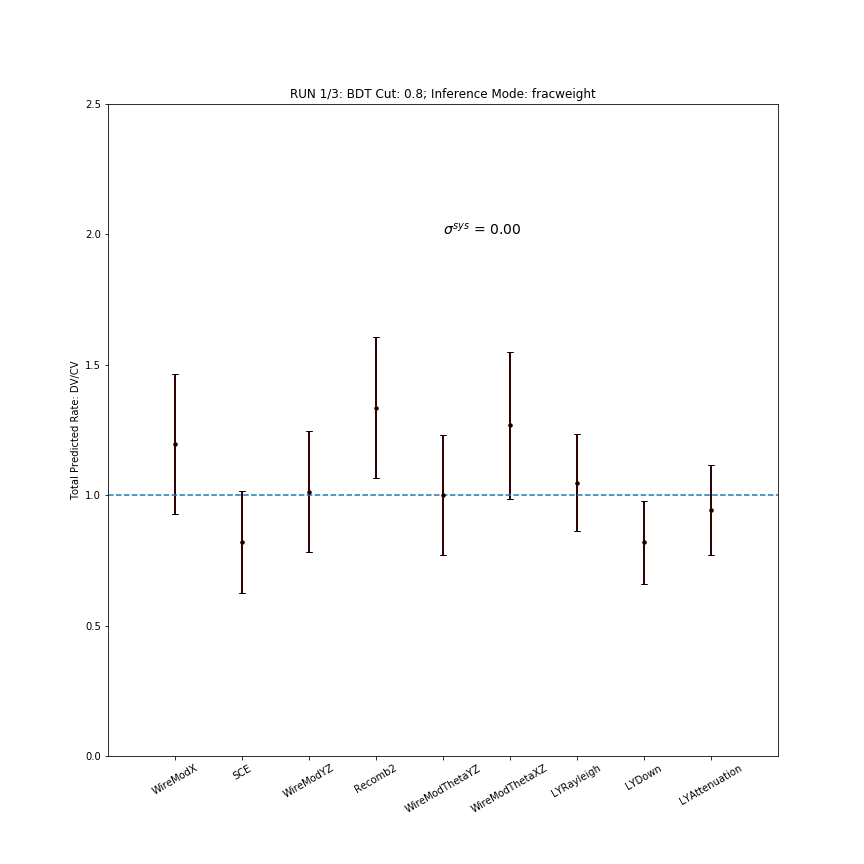 RUN 1/3: BDT Cut: 0.8; Inference Mode: fracweight
2.5
2.0
1.5
1.0
0.5
0.0
Total Predicted Rate: DV/CV
σ^sys = 0.00
WireModX
SCE
WireModYZ
Recomb2
WireModThetaYZ
WireModThetaXZ
LYRayleigh
LYDown
LYAttenuation